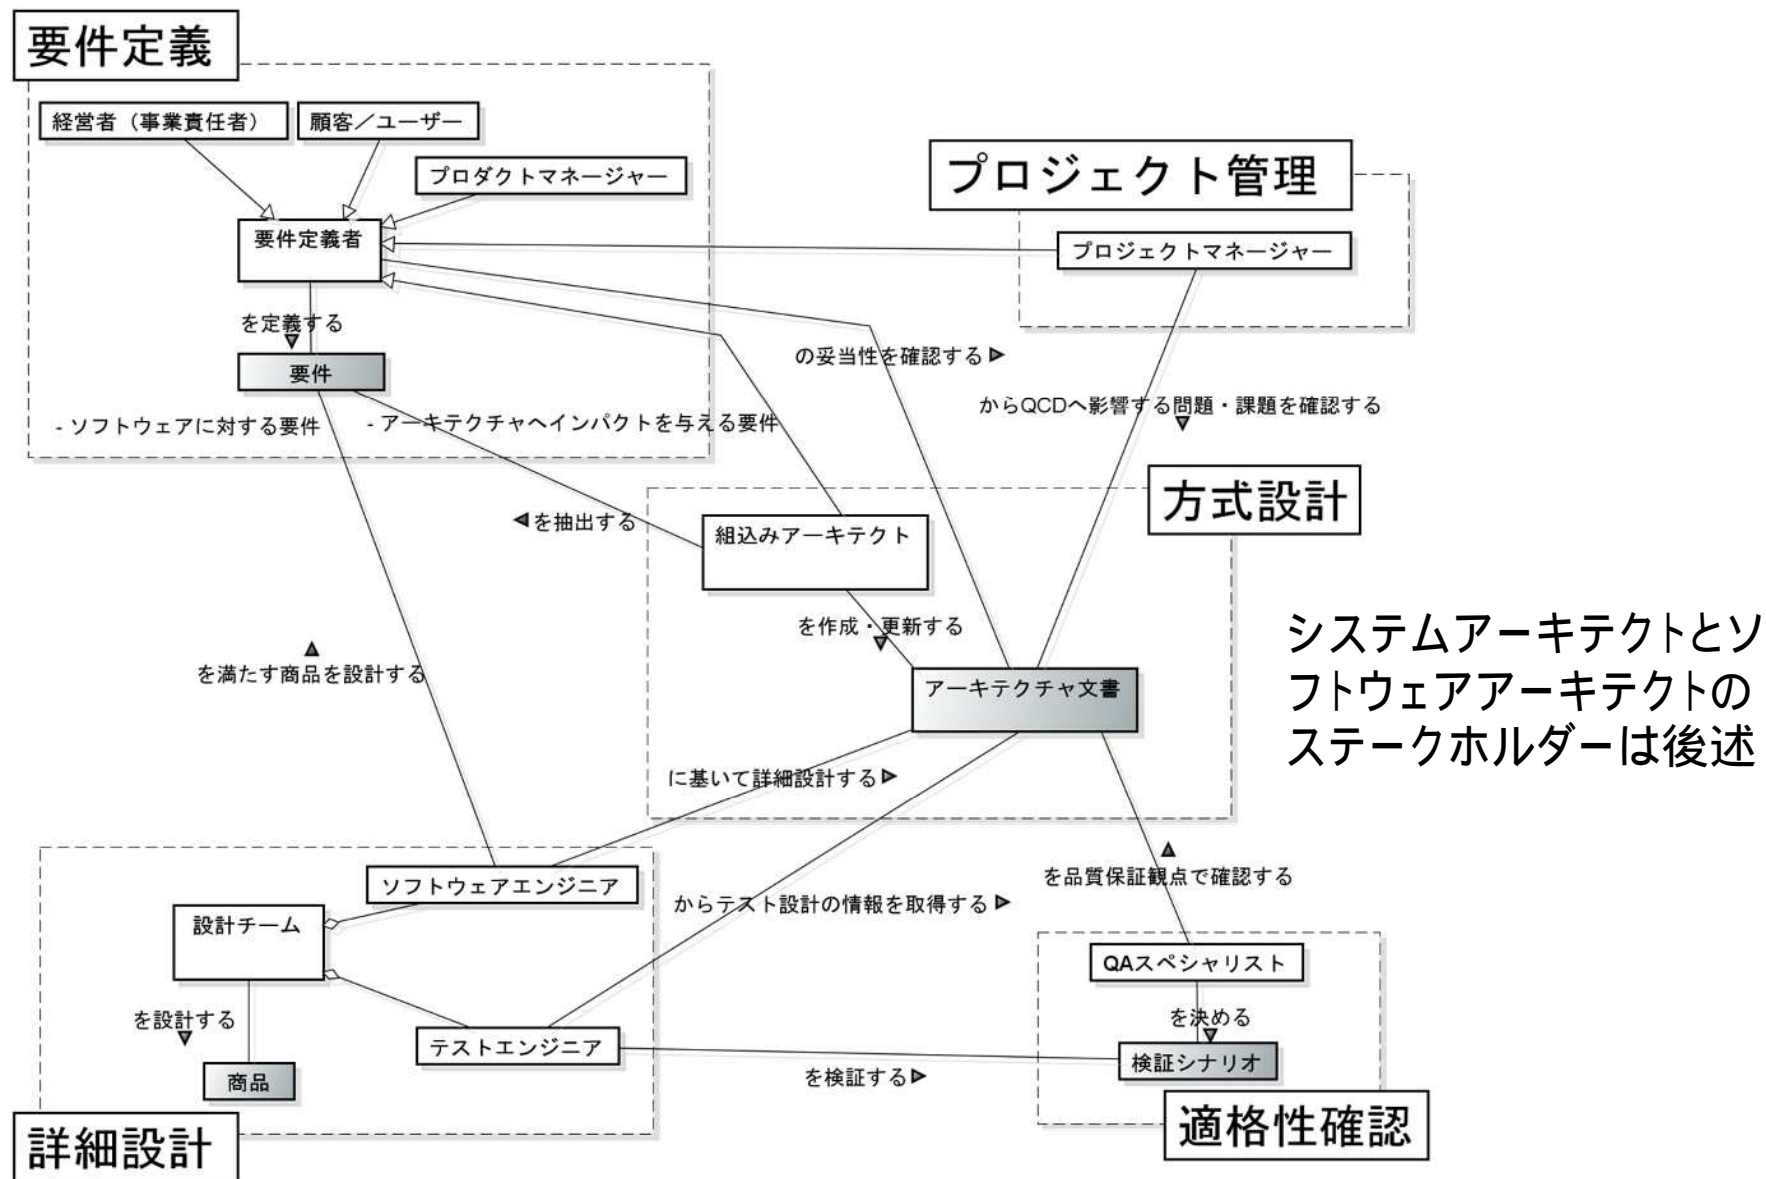 要件定義
経営者（事業責任者）
顧客／ユーザー
プロダクトマネージャー
要件定義者
を定義する
要件
- ソフトウェアに対する要件
- アーキテクチャへインパクトを与える要件
プロジェクト管理
プロジェクトマネージャー
の妥当性を確認する
からQCDへ影響する問題・課題を確認する
方式設計
を抽出する
組込みアーキテクト
を作成・更新する
アーキテクチャ文書
システムアーキテクトとソ
フトウェアアーキテクトの
ステークホルダーは後述
を満たす商品を設計する
に基いて詳細設計する
ソフトウェアエンジニア
からテスト設計の情報を取得する
を品質保証観点で確認する
設計チーム
を設計する
商品
テストエンジニア
詳細設計
QAスペシャリスト
を決める
検証シナリオ
を検証する
適格性確認